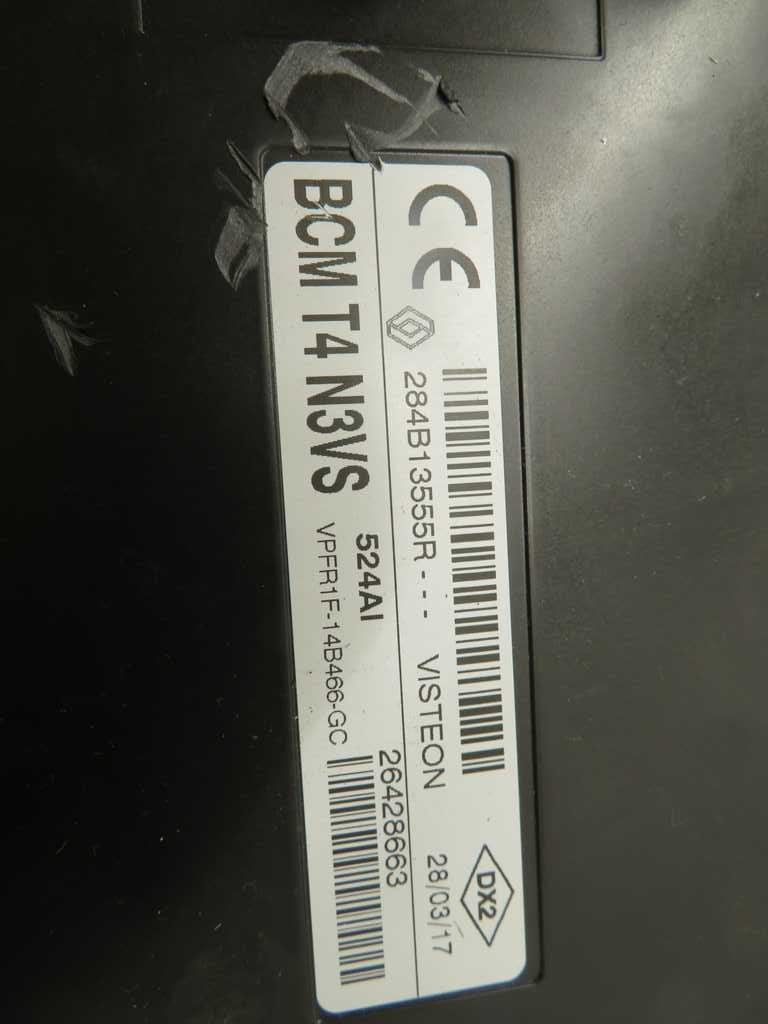 CE
284B13555R--- VISTEON 28/03/17
DX2
BCM T4 N3VS
524AI
VPFR1F-14B466-GC
26428663